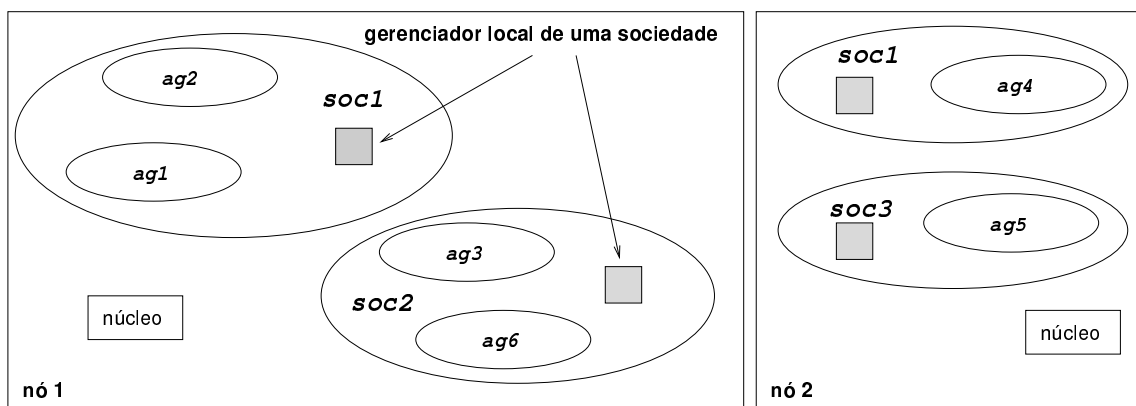 gerenciador local de uma sociedade
ag2
soc1
ag1
ag3
soc2
ag6
núcleo
nó 1
soc1
ag4
soc3
ag5
núcleo
nó 2